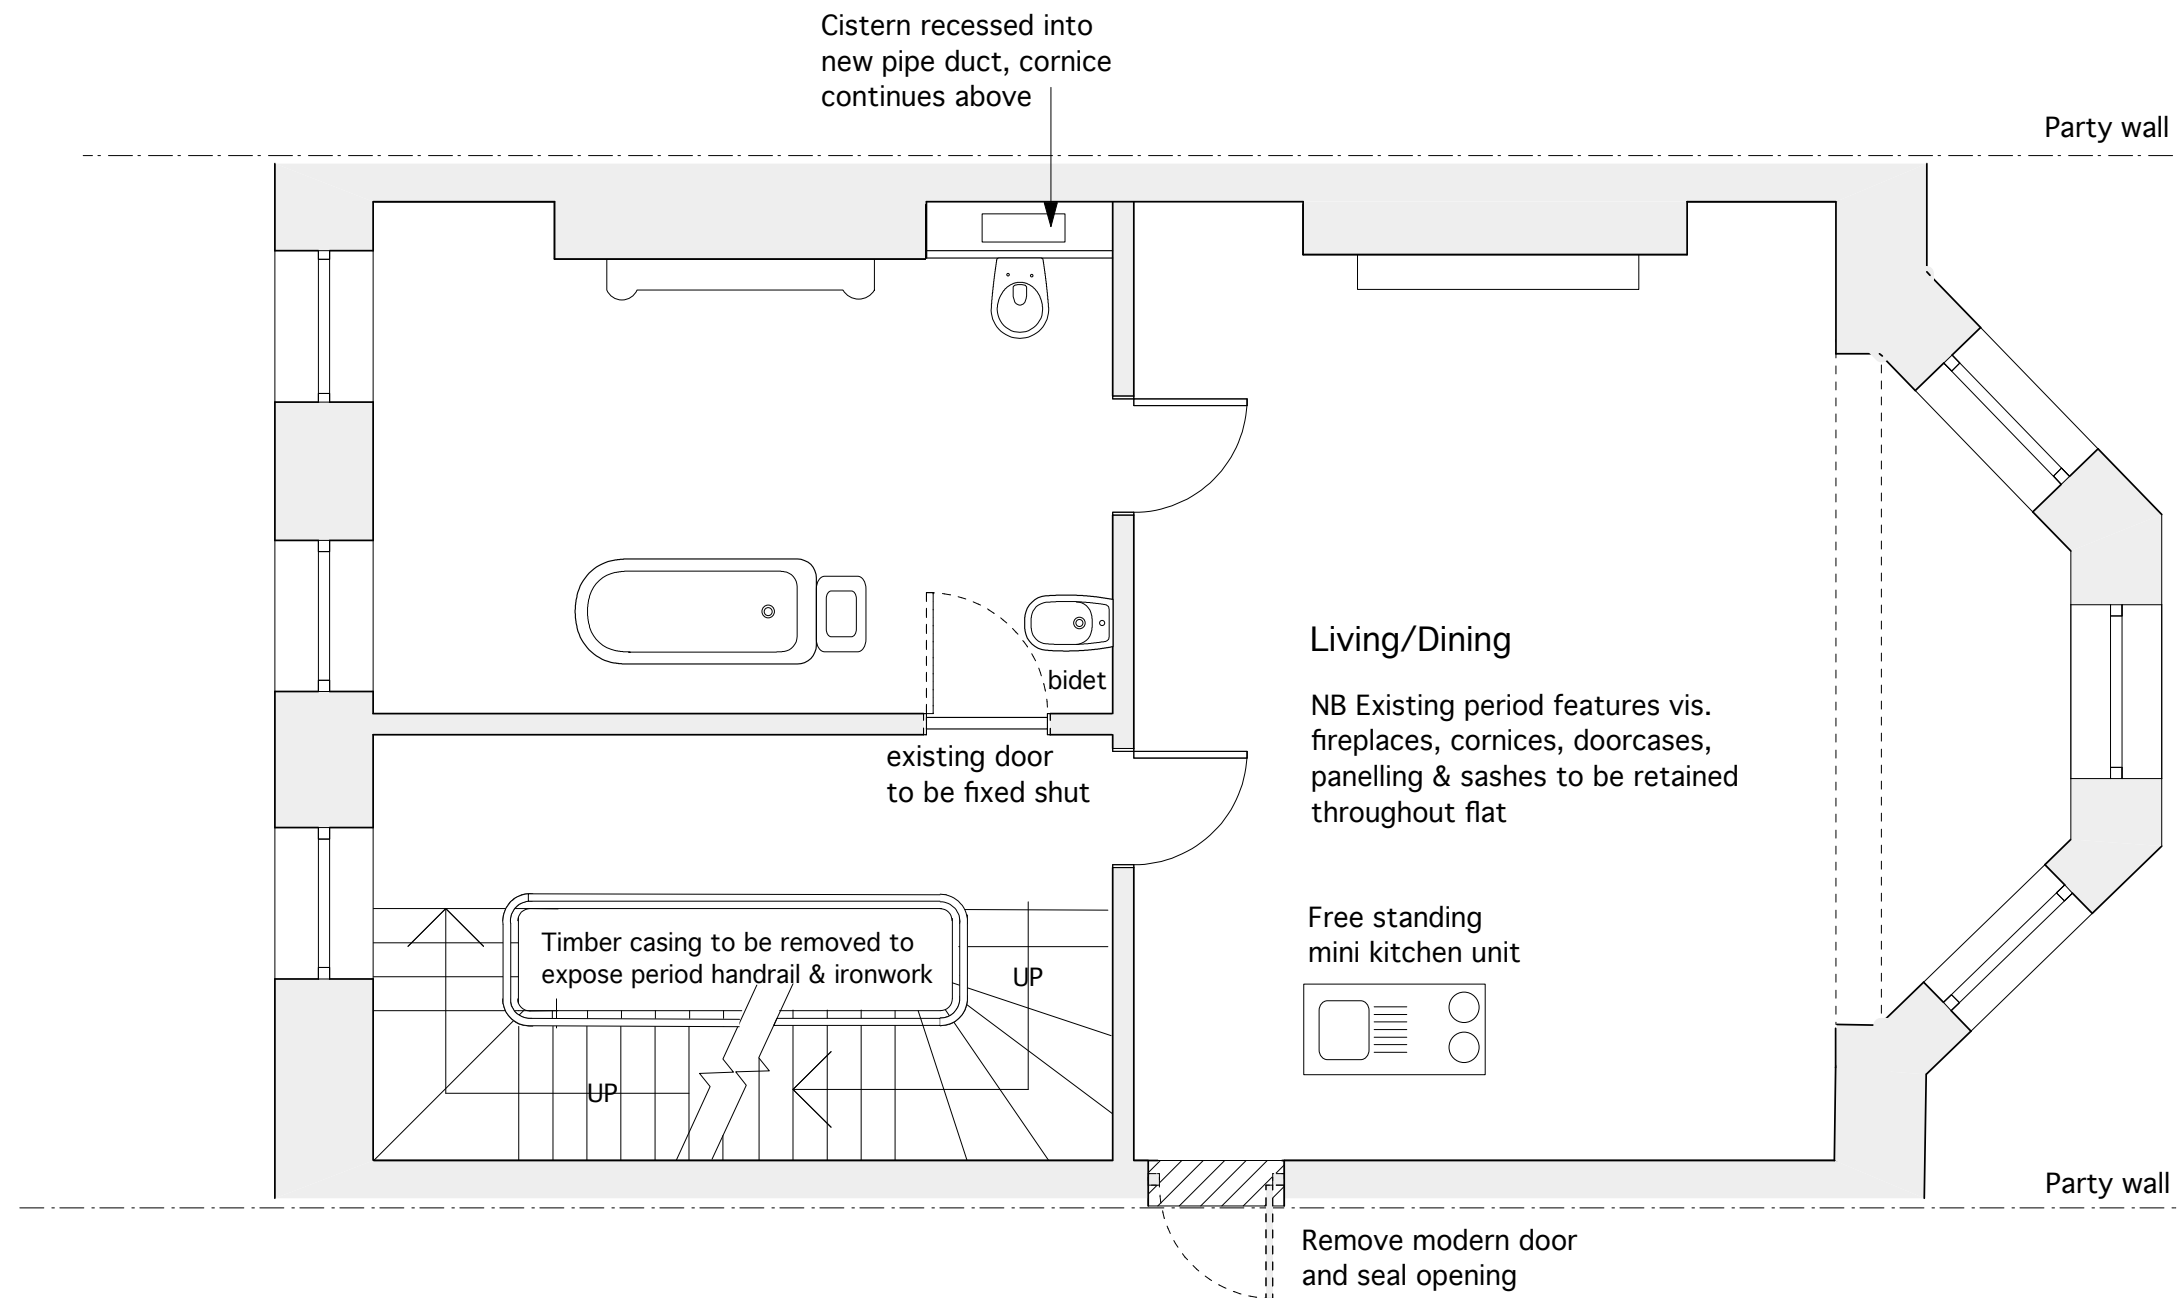 Cistern recessed into
new pipe duct, cornice
continues above
Party wall
bidet
existing door
to be fixed shut
Living/Dining
NB Existing period features vis.
fireplaces, cornices, doorcases,
panelling & sashes to be retained
throughout flat
Timber casing to be removed to
expose period handrail & ironwork
UP
UP
Free standing
mini kitchen unit
Party wall
Remove modern door
and seal opening